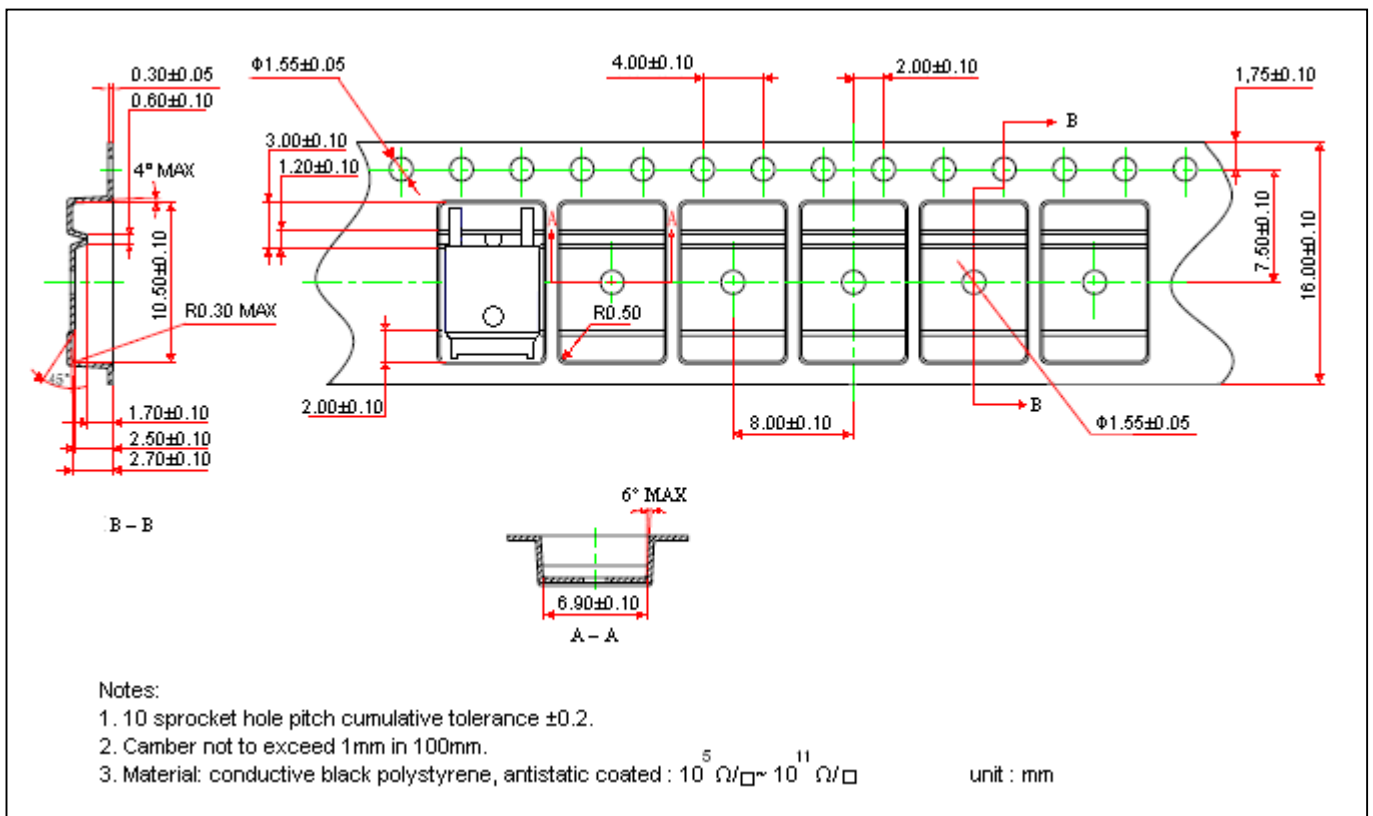 0.30±0.05
0.60±0.10
4° MAX
10.50±0.10
R0.30 MAX
45°
1.70±0.10
2.50±0.10
2.70±0.10
B – B
Φ1.55±0.05
3.00±0.10
1.20±0.10
4.00±0.10
2.00±0.10
1,75±0.10
B
7.50±0.10
16.00±0.10
A
A
R0.50
2.00±0.10
8.00±0.10
B
Φ1.55±0.05
6° MAX
6.90±0.10
A – A
Notes:
1. 10 sprocket hole pitch cumulative tolerance ±0.2.
2. Camber not to exceed 1mm in 100mm.
3. Material: conductive black polystyrene, antistatic coated : 10⁵ Ω/□~ 10¹¹ Ω/□ unit : mm